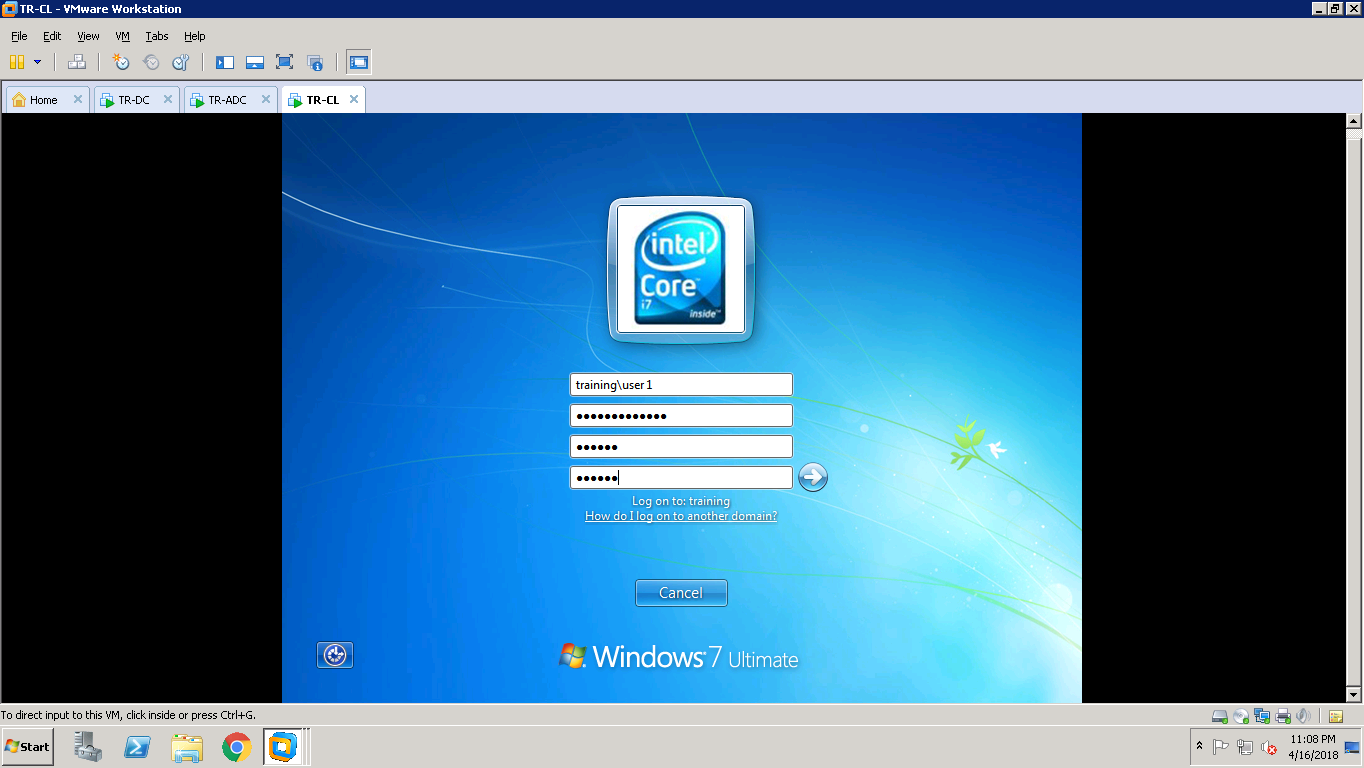 TR-CL - VMware Workstation
File Edit View VM Tabs Help
Home TR-DC TR-ADC TR-CL
intel
Core™
i7
inside™
training\user1
●●●●●●●●●●●●●
●●●●●●
●●●●●●
Log on to: training
How do I log on to another domain?
Cancel
Windows 7 Ultimate
To direct input to this VM, click inside or press Ctrl+G.
Start
11:08 PM
4/16/2018